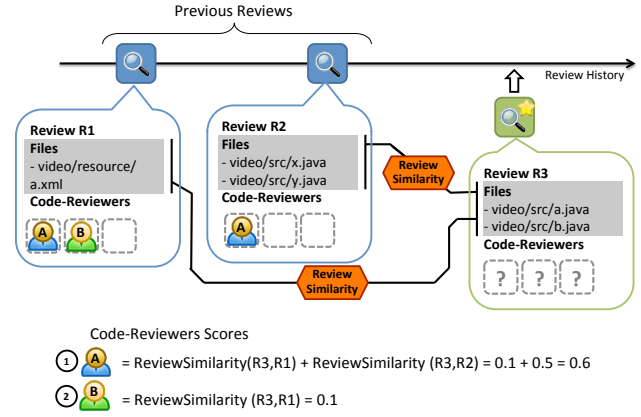 Previous Reviews
Review History
Review R1
Files
- video/resource/
a.xml
Code-Reviewers
A B
Review R2
Files
- video/src/x.java
- video/src/y.java
Code-Reviewers
A
Review
Similarity
Review R3
Files
- video/src/a.java
- video/src/b.java
Code-Reviewers
? ? ?
Review
Similarity
Code-Reviewers Scores
1 A = ReviewSimilarity(R3,R1) + ReviewSimilarity (R3,R2) = 0.1 + 0.5 = 0.6
2 B = ReviewSimilarity (R3,R1) = 0.1